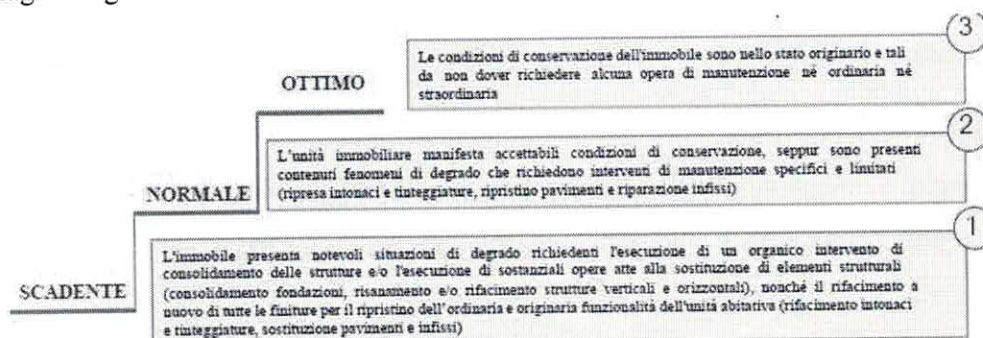 3
Le condizioni di conservazione dell'immobile sono nello stato originario e tali
da non dover richiedere alcuna opera di manutenzione né ordinaria né
straordinaria
OTTIMO
2
L'unità immobiliare manifesta accettabili condizioni di conservazione, seppur sono presenti
contenuti fenomeni di degrado che richiedono interventi di manutenzione specifici e limitati
(ripresa intonaci e tinteggiature, ripristino pavimenti e riparazione infissi)
NORMALE
1
L'immobile presenta notevoli situazioni di degrado richiedenti l'esecuzione di un organico intervento di
consolidamento delle strutture e/o l'esecuzione di sostanziali opere atte alla sostituzione di elementi strutturali
(consolidamento fondazioni, risanamento e/o rifacimento strutture verticali e orizzontali), nonché il rifacimento a
nuovo di tutte le finiture per il ripristino dell'ordinaria e originaria funzionalità dell'unità abitativa (rifacimento intonaci
e tinteggiature, sostituzione pavimenti e infissi)
SCADENTE